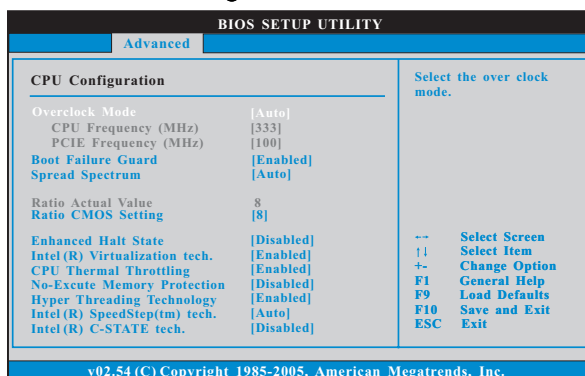 BIOS SETUP UTILITY
Advanced
CPU Configuration
Overclock Mode [Auto]
CPU Frequency (MHz) [333]
PCIE Frequency (MHz) [100]
Boot Failure Guard [Enabled]
Spread Spectrum [Auto]
Ratio Actual Value 8
Ratio CMOS Setting [8]
Enhanced Halt State [Disabled]
Intel (R) Virtualization tech. [Enabled]
CPU Thermal Throttling [Enabled]
No-Excute Memory Protection [Disabled]
Hyper Threading Technology [Enabled]
Intel (R) SpeedStep(tm) tech. [Auto]
Intel (R) C-STATE tech. [Disabled]
Select the over clock
mode.
←→ Select Screen
↑↓ Select Item
+- Change Option
F1 General Help
F9 Load Defaults
F10 Save and Exit
ESC Exit
v02.54 (C) Copyright 1985-2005, American Megatrends, Inc.